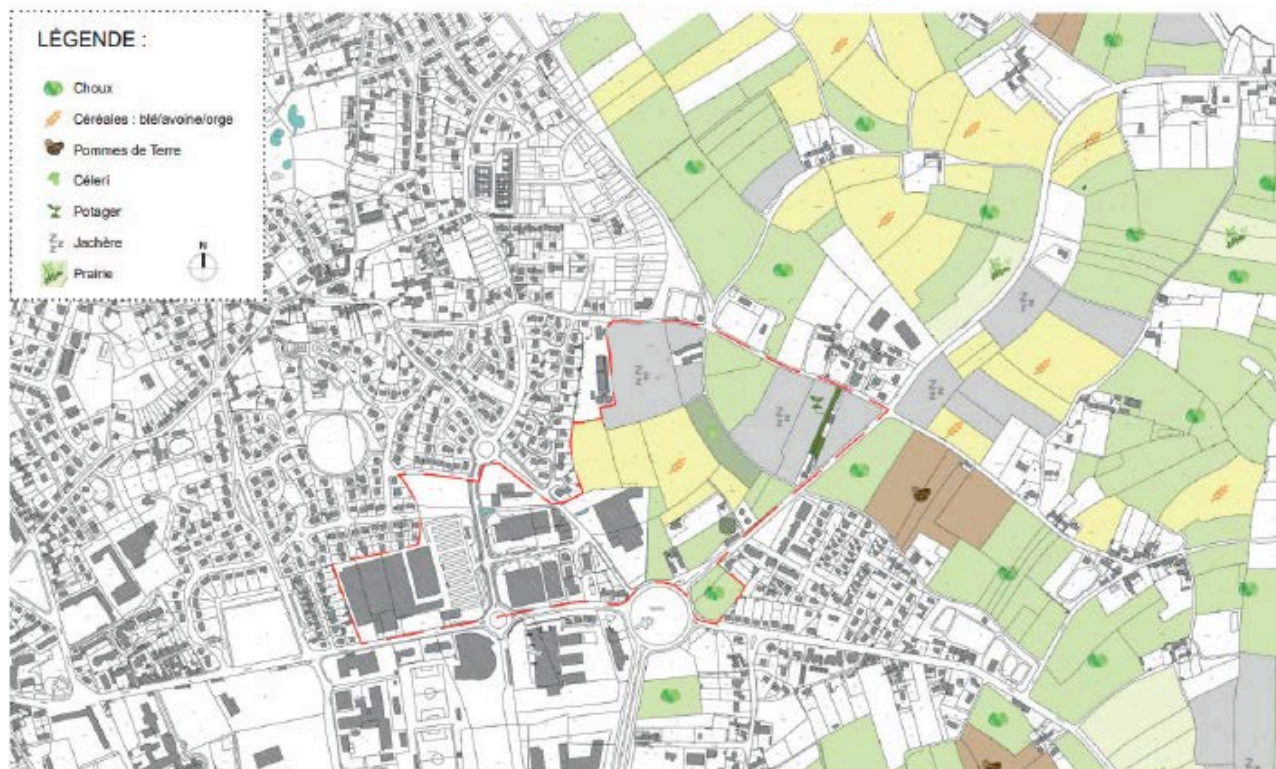 LÉGENDE :
Choux
Céréales : blé/avoine/orge
Pommes de Terre
Céleri
Potager
Jachère
Prairie
N